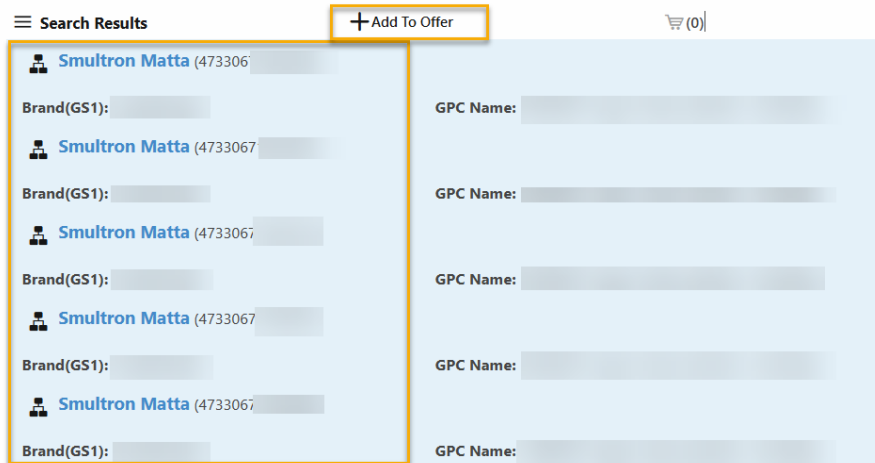 Search Results
Add To Offer
(0)
Smultron Matta (473306
Brand(GS1):
GPC Name:
Smultron Matta (4733067
Brand(GS1):
GPC Name:
Smultron Matta (4733067
Brand(GS1):
GPC Name:
Smultron Matta (4733067
Brand(GS1):
GPC Name:
Smultron Matta (4733067
Brand(GS1):
GPC Name: